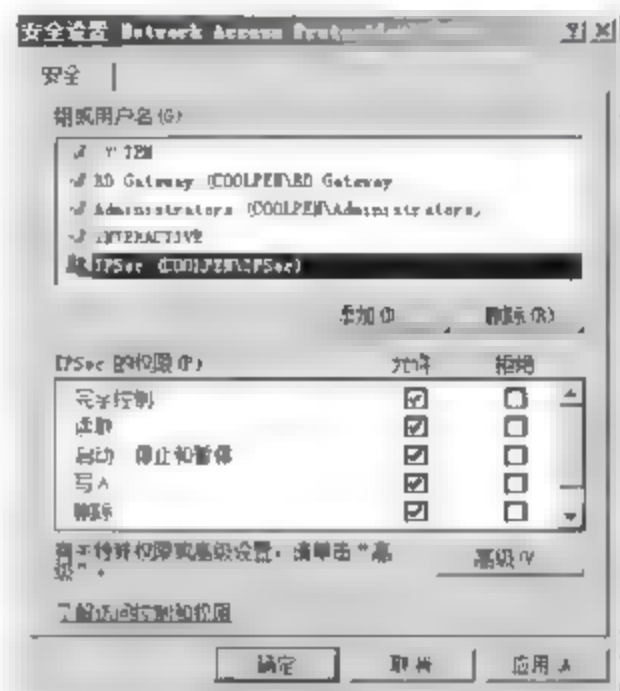 安全设置 Network Access Protection
安全
组或用户名(G)
RD Gateway (COOLPEN\RD Gateway
Administrators (COOLPEN\Administrators,
INTERACTIVE
IPSec (COOLPEN\IPSec)
添加(D) 删除(R)
IPSec 的权限(P) 允许 拒绝
完全控制
读取
启动 停止和暂停
写入
删除
有关特殊权限或高级设置，请单击“高
级”。 高级(V
了解访问控制和权限
确定 取消 应用 A